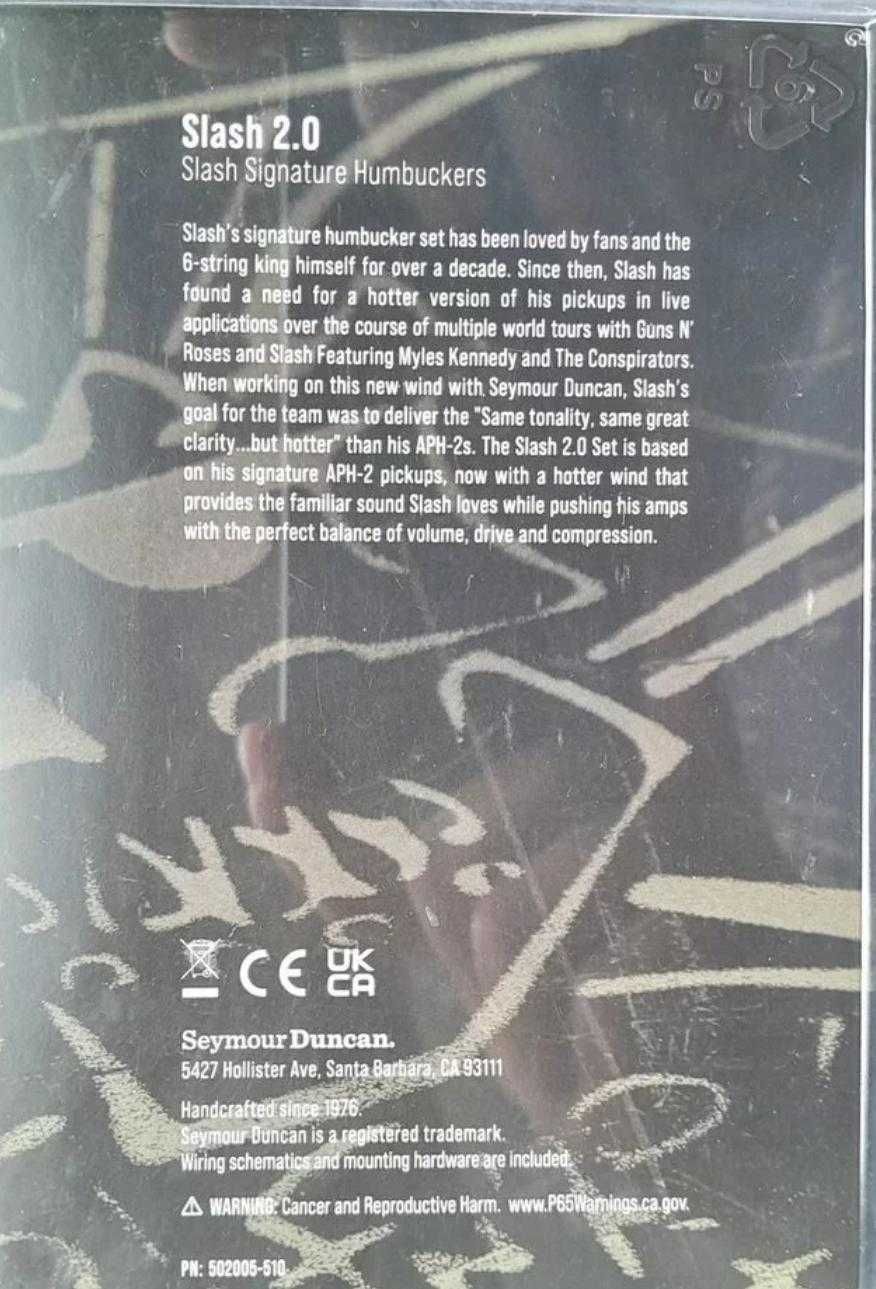 PS
6
Slash 2.0
Slash Signature Humbuckers
Slash's signature humbucker set has been loved by fans and the
6-string king himself for over a decade. Since then, Slash has
found a need for a hotter version of his pickups in live
applications over the course of multiple world tours with Guns N'
Roses and Slash Featuring Myles Kennedy and The Conspirators.
When working on this new wind with Seymour Duncan, Slash's
goal for the team was to deliver the "Same tonality, same great
clarity...but hotter" than his APH-2s. The Slash 2.0 Set is based
on his signature APH-2 pickups, now with a hotter wind that
provides the familiar sound Slash loves while pushing his amps
with the perfect balance of volume, drive and compression.
CE UK
CA
Seymour Duncan.
5427 Hollister Ave, Santa Barbara, CA 93111
Handcrafted since 1976.
Seymour Duncan is a registered trademark.
Wiring schematics and mounting hardware are included.
WARNING: Cancer and Reproductive Harm. www.P65Warnings.ca.gov.
PN: 502005-510